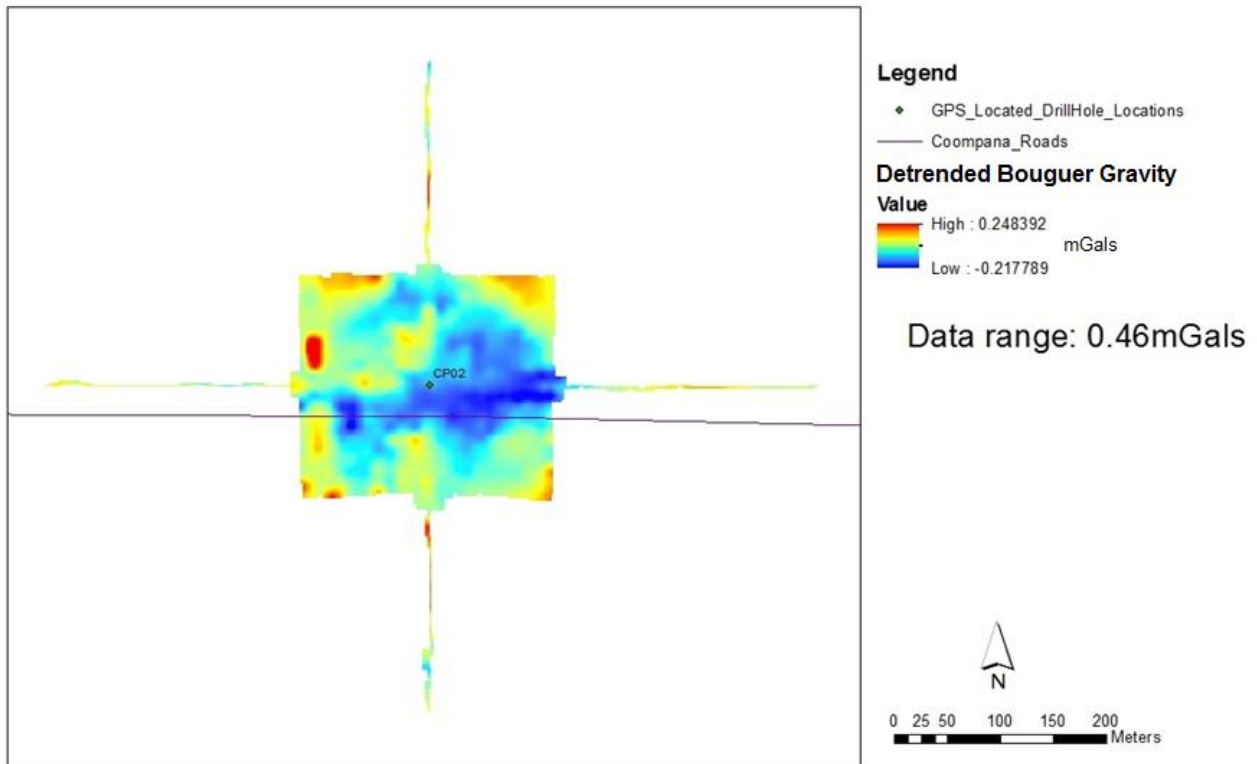 Legend
GPS_Located_DrillHole_Locations
Coompana_Roads
Detrended Bouguer Gravity
Value
High : 0.248392
mGals
Low : -0.217789
Data range: 0.46mGals
CP02
N
0 25 50 100 150 200
Meters